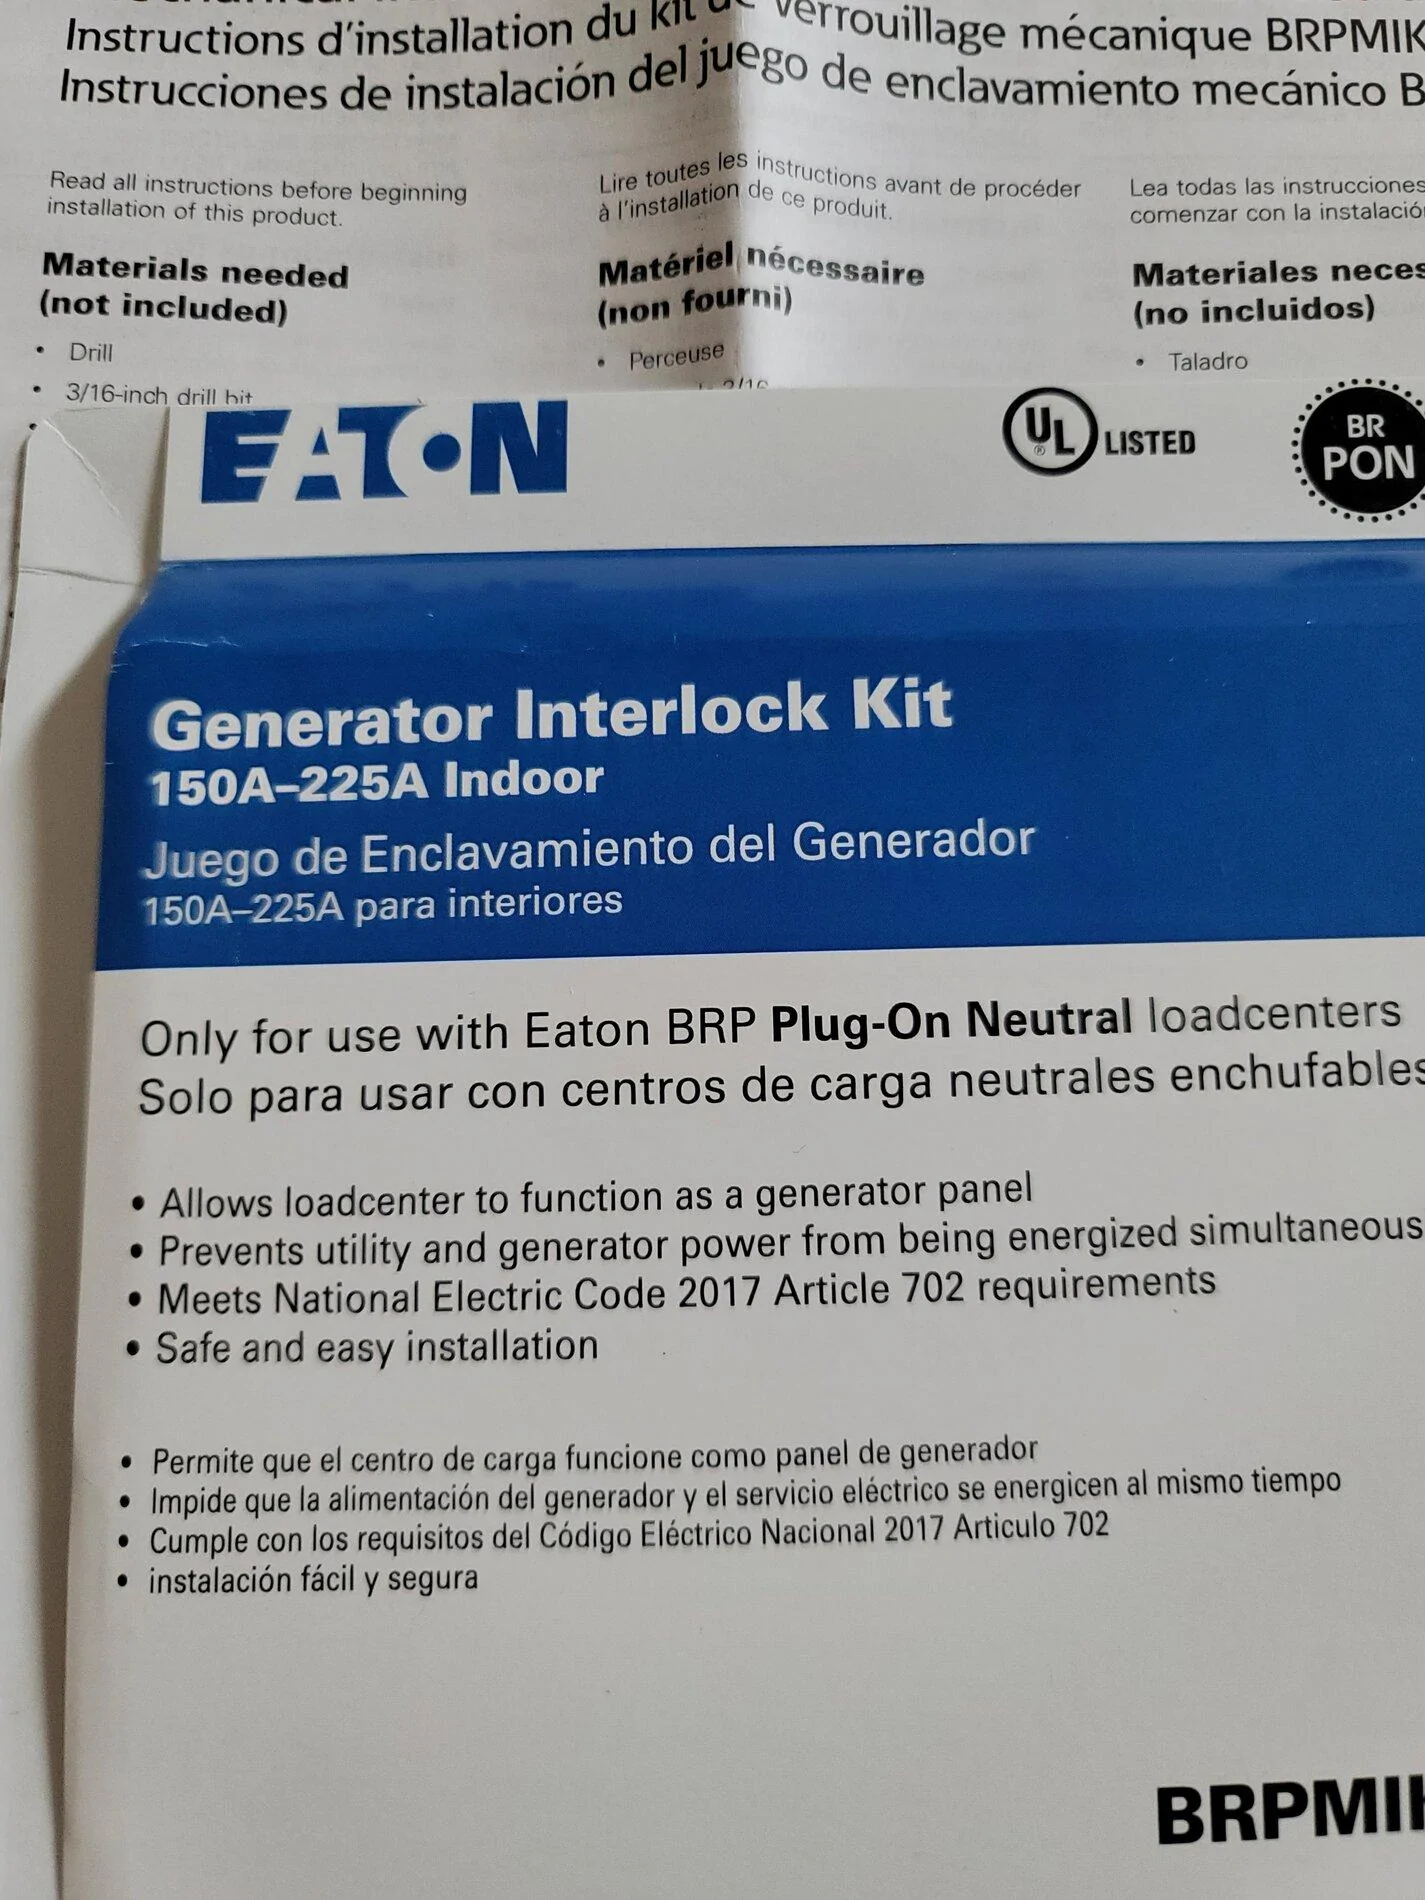 Instructions d'installation du kit de verrouillage mécanique BRPMIK
Instrucciones de instalación del juego de enclavamiento mecánico B
Read all instructions before beginning
installation of this product.
Materials needed
(not included)
• Drill
• 3/16-inch drill bit
Lire toutes les instructions avant de procéder
à l'installation de ce produit.
Matériel nécessaire
(non fourni)
• Perceuse
Lea todas las instrucciones
comenzar con la instalació
Materiales neces
(no incluidos)
• Taladro
EATON
UL
®
LISTED
BR
PON
Generator Interlock Kit
150A–225A Indoor
Juego de Enclavamiento del Generador
150A–225A para interiores
Only for use with Eaton BRP Plug-On Neutral loadcenters
Solo para usar con centros de carga neutrales enchufables
• Allows loadcenter to function as a generator panel
• Prevents utility and generator power from being energized simultaneous
• Meets National Electric Code 2017 Article 702 requirements
• Safe and easy installation
• Permite que el centro de carga funcione como panel de generador
• Impide que la alimentación del generador y el servicio eléctrico se energicen al mismo tiempo
• Cumple con los requisitos del Código Eléctrico Nacional 2017 Articulo 702
• instalación fácil y segura
BRPMIK